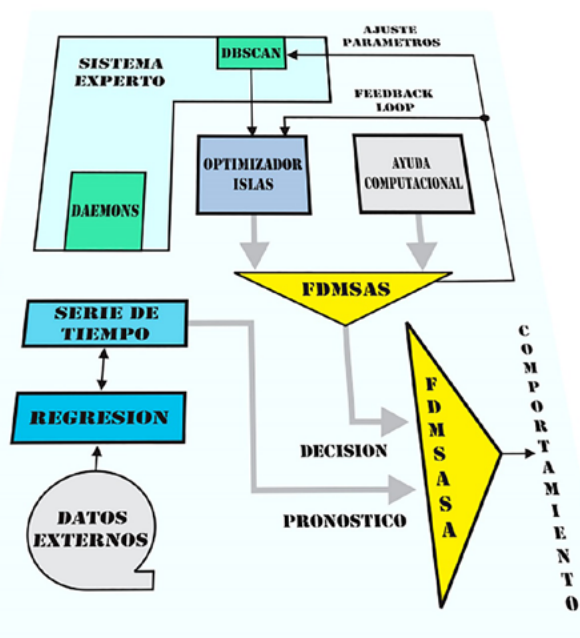 DBSCAN
AJUSTE
PARAMETROS
SISTEMA
EXPERTO
FEEDBACK
LOOP
OPTIMIZADOR
ISLAS
AYUDA
COMPUTACIONAL
DAEMONS
FDMSAS
SERIE DE
TIEMPO
REGRESION
DATOS
EXTERNOS
DECISION
PRONOSTICO
FDMSASA
COMPORTAMIENTO